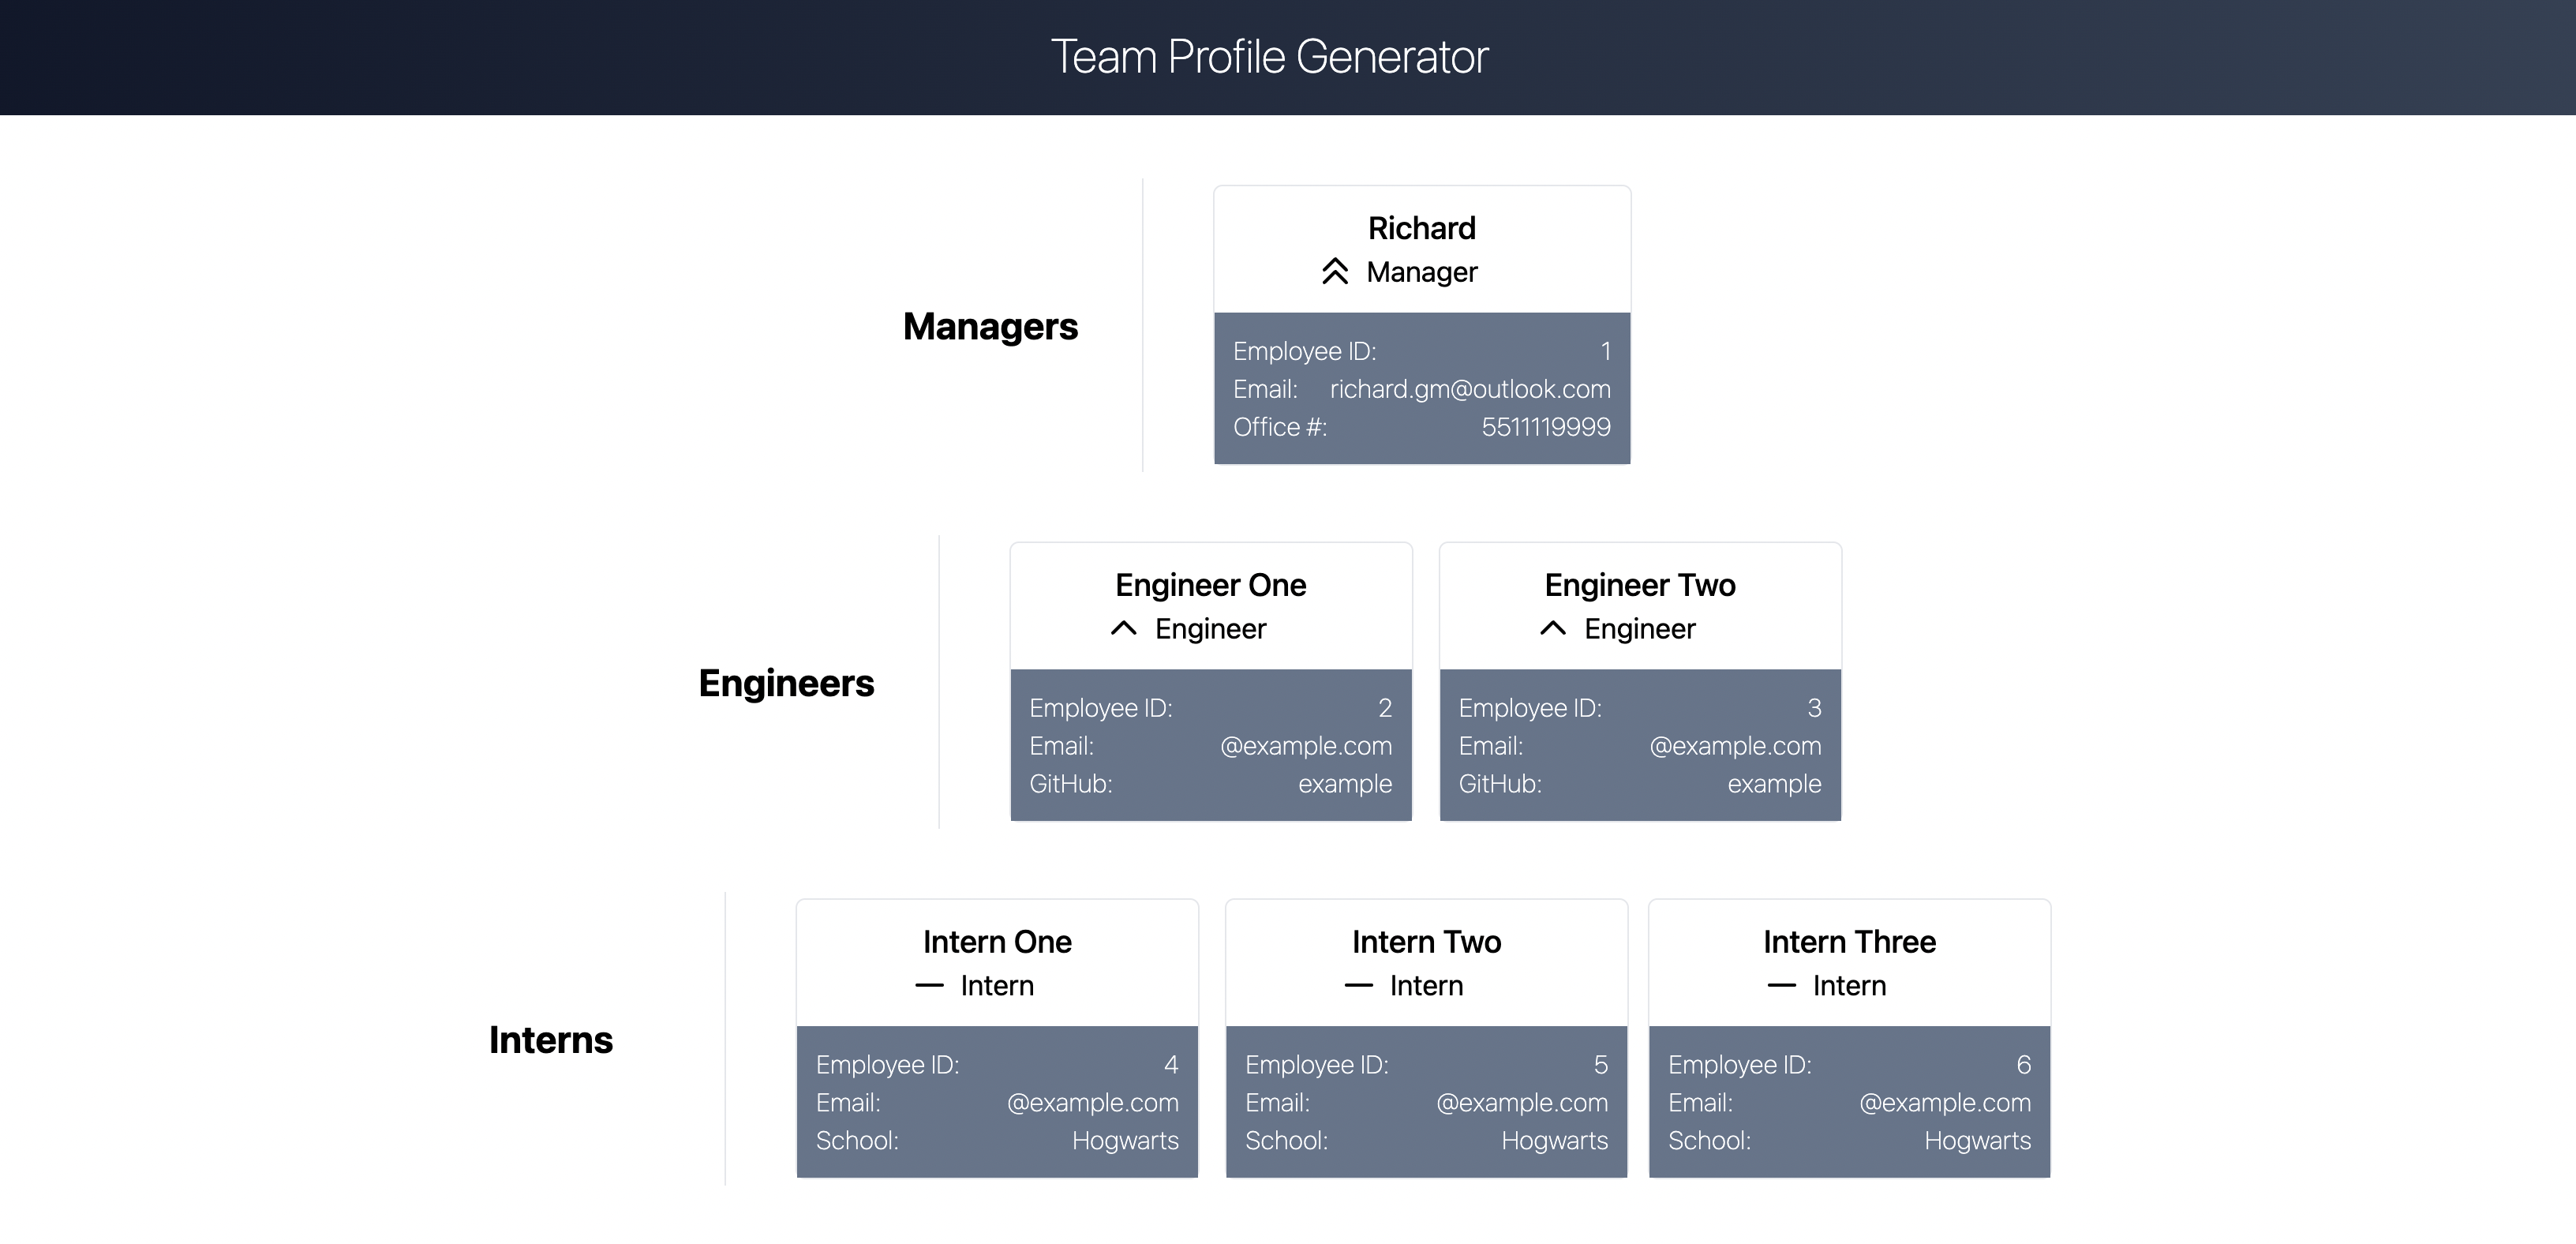 Team Profile Generator
Managers
Richard
Manager
Employee ID: 1
Email: richard.gm@outlook.com
Office #: 5511119999
Engineers
Engineer One
Engineer
Employee ID: 2
Email: @example.com
GitHub: example
Engineer Two
Engineer
Employee ID: 3
Email: @example.com
GitHub: example
Interns
Intern One
Intern
Employee ID: 4
Email: @example.com
School: Hogwarts
Intern Two
Intern
Employee ID: 5
Email: @example.com
School: Hogwarts
Intern Three
Intern
Employee ID: 6
Email: @example.com
School: Hogwarts